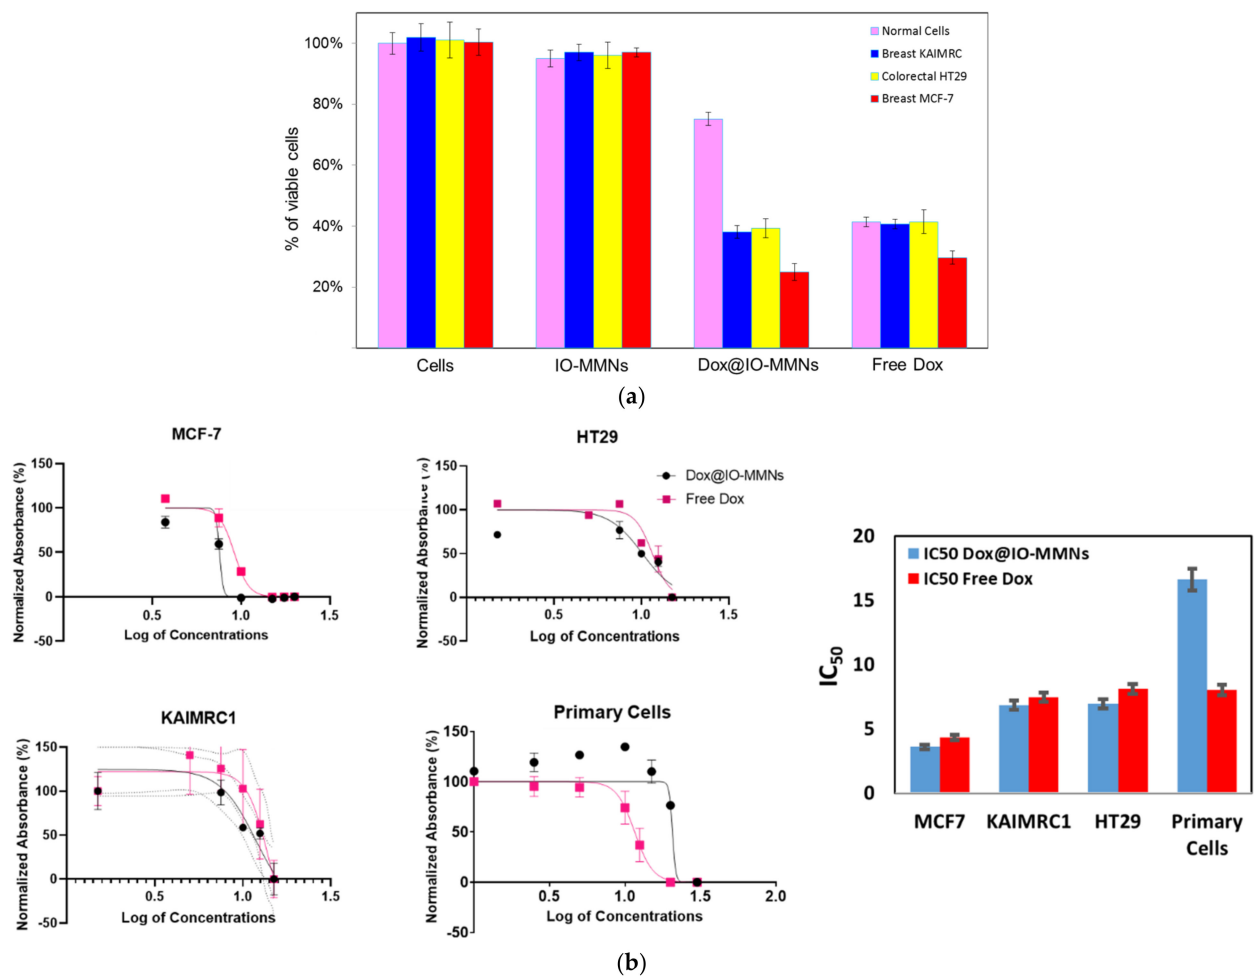 100%
80%
60%
40%
20%
% of viable cells
Normal Cells
Breast KAIMRC
Colorectal HT29
Breast MCF-7
Cells IO-MMNs Dox@IO-MMNs Free Dox
(a)
MCF-7
Normalized Absorbance (%)
150
100
50
0
-50
0.5 1.0 1.5
Log of Concentrations
HT29
Normalized Absorbance (%)
150
100
50
0
-50
0.5 1.0 1.5
Log of Concentrations
Dox@IO-MMNs
Free Dox
KAIMRC1
Normalized Absorbance (%)
150
100
50
0
-50
0.5 1.0 1.5
Log of Concentrations
Primary Cells
Normalized Absorbance (%)
150
100
50
0
-50
0.5 1.0 1.5 2.0
Log of Concentrations
IC50
20
15
10
5
0
IC50 Dox@IO-MMNs
IC50 Free Dox
MCF7 KAIMRC1 HT29 Primary
Cells
(b)